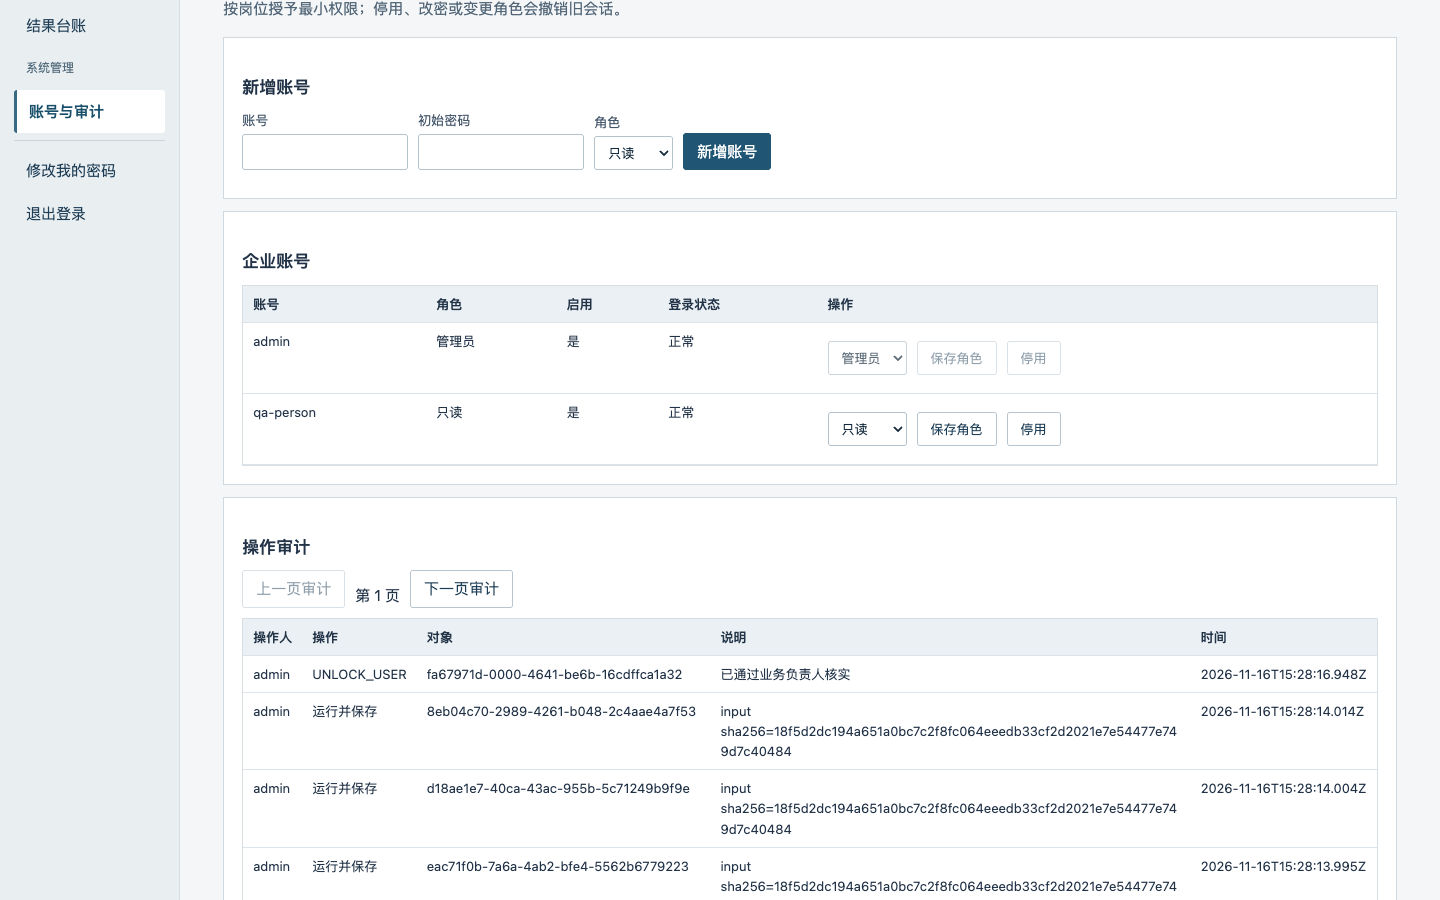 结果台账
系统管理
账号与审计
修改我的密码
退出登录
按岗位授予最小权限；停用、改密或变更角色会撤销旧会话。
新增账号
账号 初始密码 角色
只读 新增账号
企业账号
账号 角色 启用 登录状态 操作
admin 管理员 是 正常 管理员 保存角色 停用
qa-person 只读 是 正常 只读 保存角色 停用
操作审计
上一页审计 第 1 页 下一页审计
操作人 操作 对象 说明 时间
admin UNLOCK_USER fa67971d-0000-4641-be6b-16cdffca1a32 已通过业务负责人核实 2026-11-16T15:28:16.948Z
admin 运行并保存 8eb04c70-2989-4261-b048-2c4aae4a7f53 input 2026-11-16T15:28:14.014Z
sha256=18f5d2dc194a651a0bc7c2f8fc064eeedb33cf2d2021e7e54477e74
9d7c40484
admin 运行并保存 d18ae1e7-40ca-43ac-955b-5c71249b9f9e input 2026-11-16T15:28:14.004Z
sha256=18f5d2dc194a651a0bc7c2f8fc064eeedb33cf2d2021e7e54477e74
9d7c40484
admin 运行并保存 eac71f0b-7a6a-4ab2-bfe4-5562b6779223 input 2026-11-16T15:28:13.995Z
sha256=18f5d2dc194a651a0bc7c2f8fc064eeedb33cf2d2021e7e54477e74